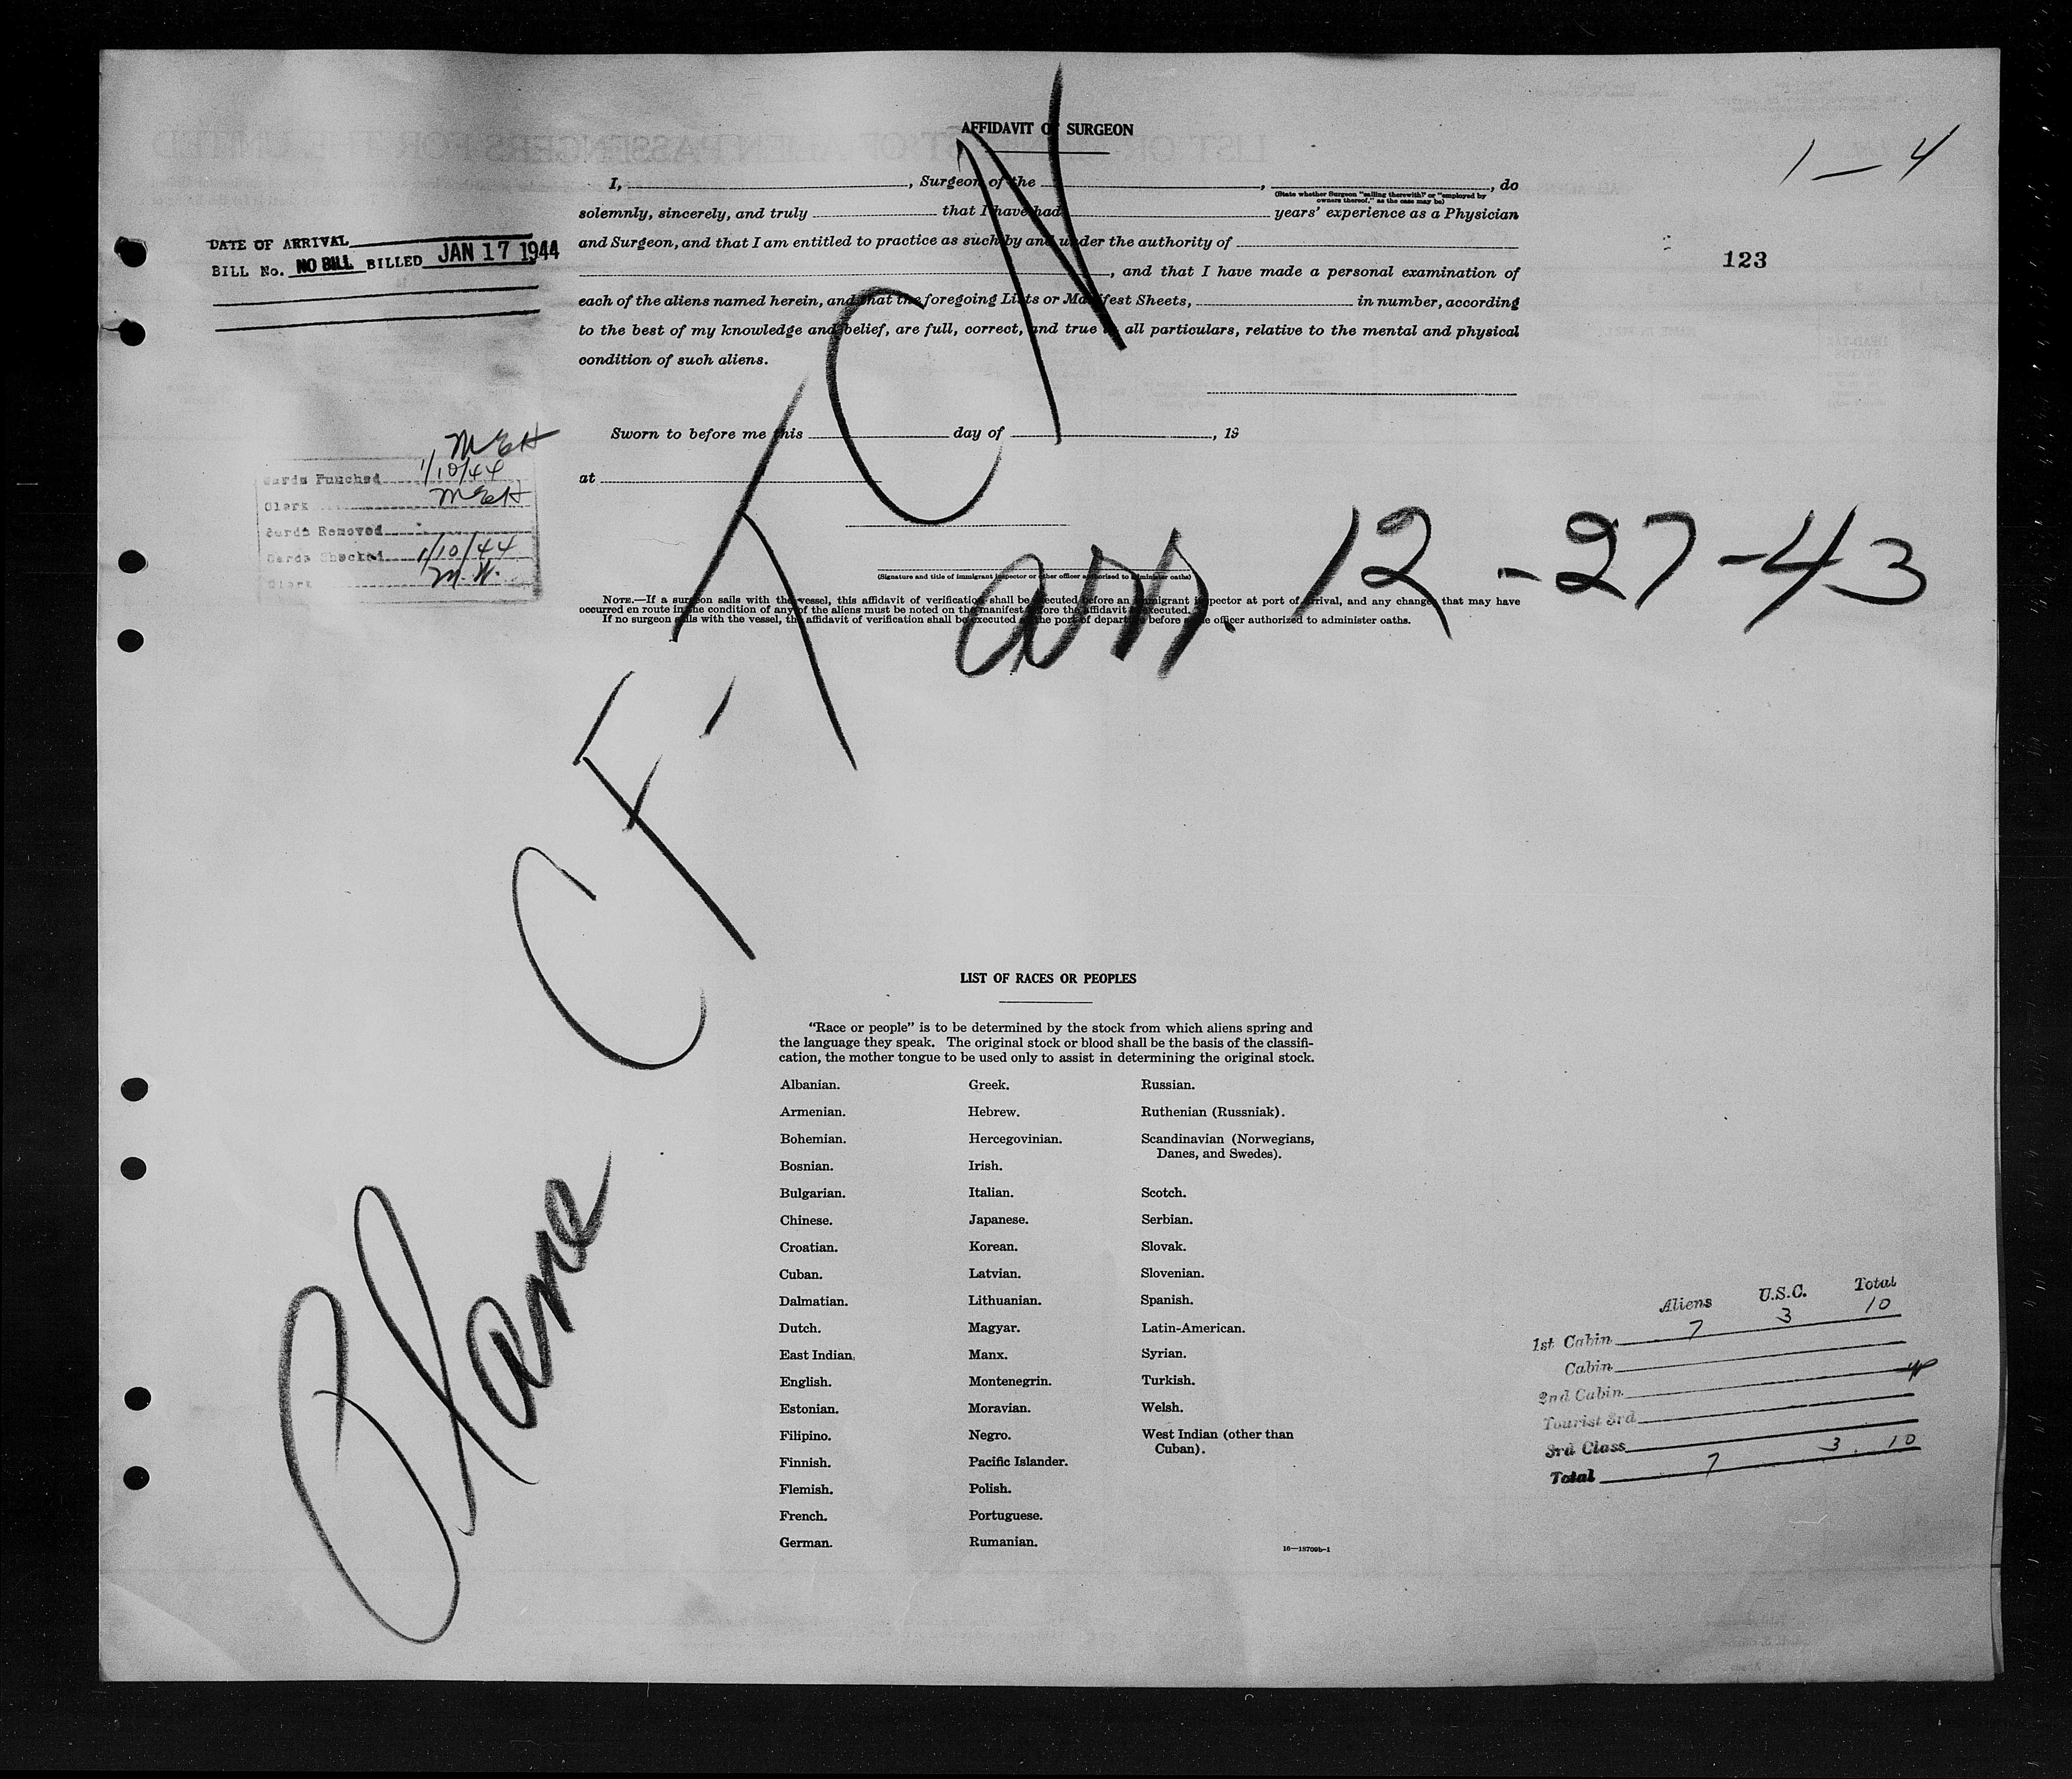 AFFIDAVIT OF SURGEON
1 – 4
I, , Surgeon of the , , do
(State whether Surgeon "sailing therewith" or "employed by
owners thereof," as the case may be)
solemnly, sincerely, and truly that I have had years' experience as a Physician
and Surgeon, and that I am entitled to practice as such by and under the authority of
, and that I have made a personal examination of
each of the aliens named herein, and that the foregoing Lists or Manifest Sheets, in number, according
to the best of my knowledge and belief, are full, correct, and true in all particulars, relative to the mental and physical
condition of such aliens.
DATE OF ARRIVAL
BILL No. NO BILL BILLED JAN 17 1944
123
Sworn to before me this day of , 19
at
MEH
Cards Punched 1/10/44
Clerk MEH
Cards Removed
Cards Checked 1/10/44
Clerk M.W.
(Signature and title of immigrant inspector or other officer authorized to administer oaths)
NOTE.—If a surgeon sails with the vessel, this affidavit of verification shall be executed before an immigrant inspector at port of arrival, and any change that may have
occurred en route in the condition of any of the aliens must be noted on the manifest before the affidavit is executed.
If no surgeon sails with the vessel, the affidavit of verification shall be executed at the port of departure before some officer authorized to administer oaths.
arr. 12-27-43
Plane CF-TCN
LIST OF RACES OR PEOPLES
"Race or people" is to be determined by the stock from which aliens spring and
the language they speak. The original stock or blood shall be the basis of the classifi-
cation, the mother tongue to be used only to assist in determining the original stock.
Albanian.
Armenian.
Bohemian.
Bosnian.
Bulgarian.
Chinese.
Croatian.
Cuban.
Dalmatian.
Dutch.
East Indian.
English.
Estonian.
Filipino.
Finnish.
Flemish.
French.
German.
Greek.
Hebrew.
Hercegovinian.
Irish.
Italian.
Japanese.
Korean.
Latvian.
Lithuanian.
Magyar.
Manx.
Montenegrin.
Moravian.
Negro.
Pacific Islander.
Polish.
Portuguese.
Rumanian.
Russian.
Ruthenian (Russniak).
Scandinavian (Norwegians,
Danes, and Swedes).
Scotch.
Serbian.
Slovak.
Slovenian.
Spanish.
Latin-American.
Syrian.
Turkish.
Welsh.
West Indian (other than
Cuban).
16—13709b-1
Aliens U.S.C. Total
1st Cabin 7 3 10
Cabin
2nd Cabin
Tourist 3rd
3rd Class
Total 7 3 10